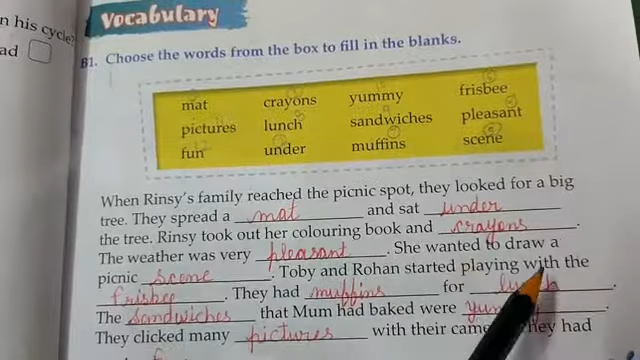 n his cycle?
ad
Vocabulary
B1. Choose the words from the box to fill in the blanks.
mat crayons yummy frisbee
pictures lunch sandwiches pleasant
fun under muffins scene
When Rinsy's family reached the picnic spot, they looked for a big
tree. They spread a mat and sat under
the tree. Rinsy took out her colouring book and crayons.
The weather was very pleasant. She wanted to draw a
picnic scene. Toby and Rohan started playing with the
frisbee. They had muffins for lunch.
The sandwiches that Mum had baked were
They clicked many pictures with their They had